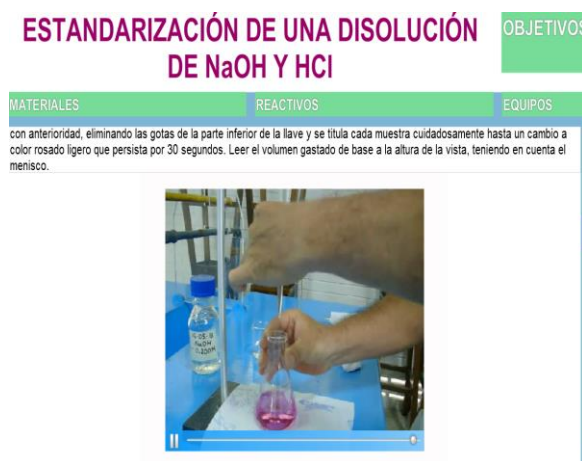 ESTANDARIZACIÓN DE UNA DISOLUCIÓN
DE NaOH Y HCl
OBJETIVOS
MATERIALES
REACTIVOS
EQUIPOS
con anterioridad, eliminando las gotas de la parte inferior de la llave y se titula cada muestra cuidadosamente hasta un cambio a
color rosado ligero que persista por 30 segundos. Leer el volumen gastado de base a la altura de la vista, teniendo en cuenta el
menisco.
NaOH